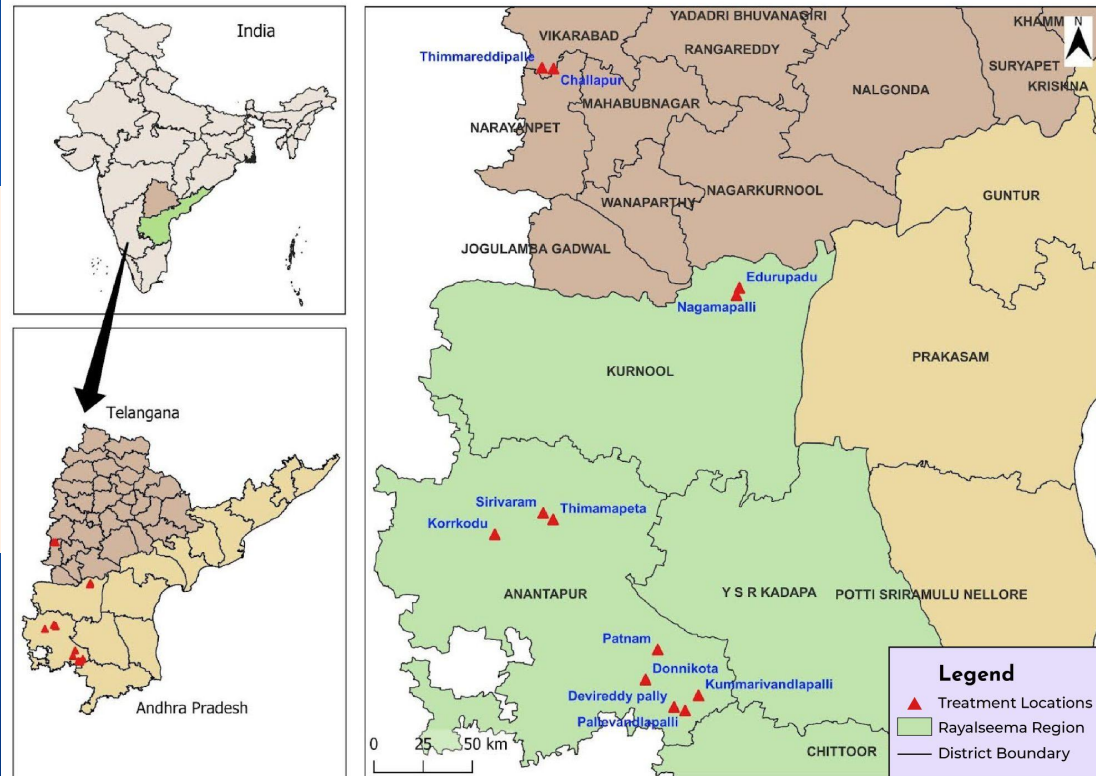 India
Telangana
Andhra Pradesh
YADADRI BHUVANAGIRI
KHAMM
N
VIKARABAD
RANGAREDDY
Thimmareddipalle
SURYAPET
Challapur
KRISHNA
NALGONDA
MAHABUBNAGAR
NARAYANPET
NAGARKURNOOL
GUNTUR
WANAPARTHY
JOGULAMBA GADWAL
Edurupadu
Nagamapalli
PRAKASAM
KURNOOL
Sirivaram
Thimamapeta
Korrkodu
ANANTAPUR
Y S R KADAPA
POTTI SRIRAMULU NELLORE
Patnam
Donnikota
Kummarivandlapalli
Devireddy pally
Pallevandlapalli
CHITTOOR
0 25 50 km
Legend
Treatment Locations
Rayalseema Region
District Boundary